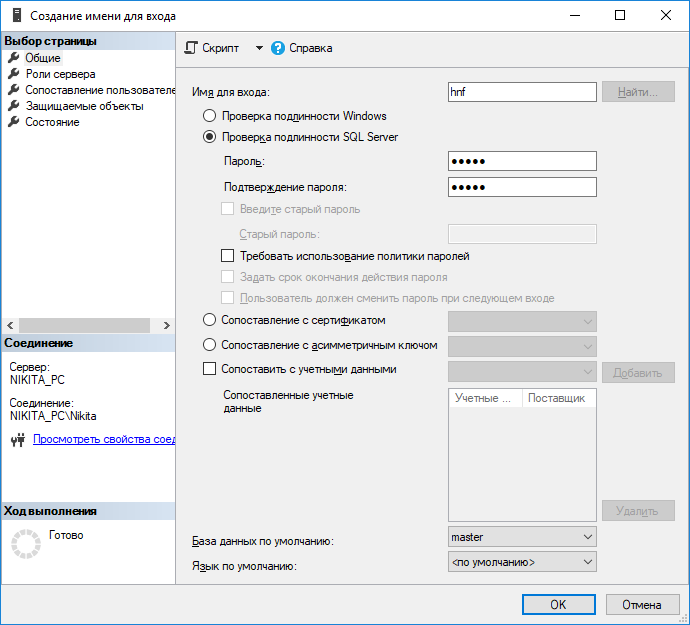 Создание имени для входа
Выбор страницы
Общие
Роли сервера
Сопоставление пользователе
Защищаемые объекты
Состояние
Соединение
Сервер:
NIKITA_PC
Соединение:
NIKITA_PC\Nikita
Просмотреть свойства соед
Ход выполнения
Готово
Скрипт
Справка
Имя для входа:
hnf
Найти...
Проверка подлинности Windows
Проверка подлинности SQL Server
Пароль:
●●●●●
Подтверждение пароля:
●●●●●
Введите старый пароль
Старый пароль:
Требовать использование политики паролей
Задать срок окончания действия пароля
Пользователь должен сменить пароль при следующем входе
Сопоставление с сертификатом
Сопоставление с асимметричным ключом
Сопоставить с учетными данными
Добавить
Сопоставленные учетные
данные
Учетные ...
Поставщик
Удалить
База данных по умолчанию:
master
Язык по умолчанию:
<по умолчанию>
OK
Отмена